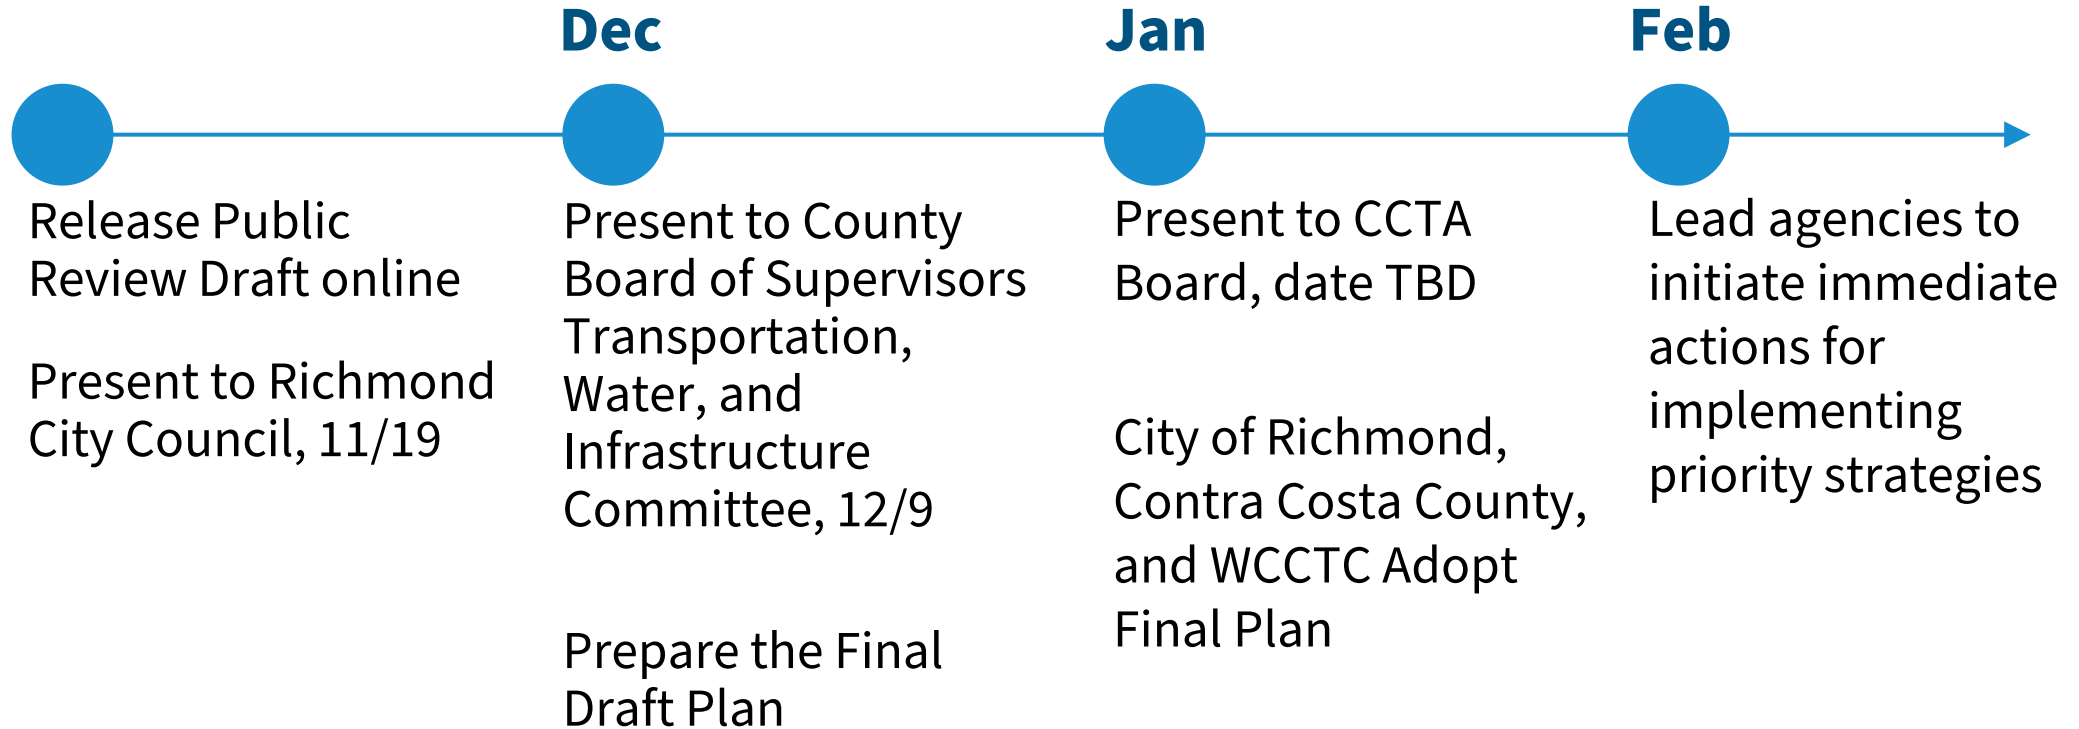 Dec
Jan
Feb
Release Public
Review Draft online
Present to Richmond
City Council, 11/19
Present to County
Board of Supervisors
Transportation,
Water, and
Infrastructure
Committee, 12/9
Prepare the Final
Draft Plan
Present to CCTA
Board, date TBD
City of Richmond,
Contra Costa County,
and WCCTC Adopt
Final Plan
Lead agencies to
initiate immediate
actions for
implementing
priority strategies